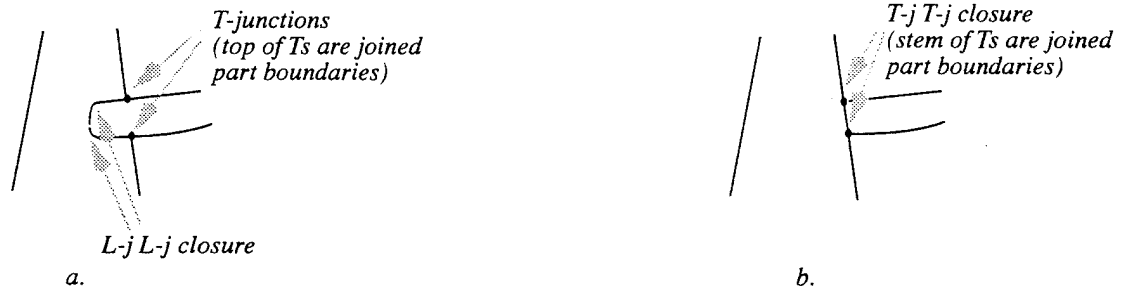 T-junctions
(top of Ts are joined
part boundaries)
L-j L-j closure
a.
T-j T-j closure
(stem of Ts are joined
part boundaries)
b.